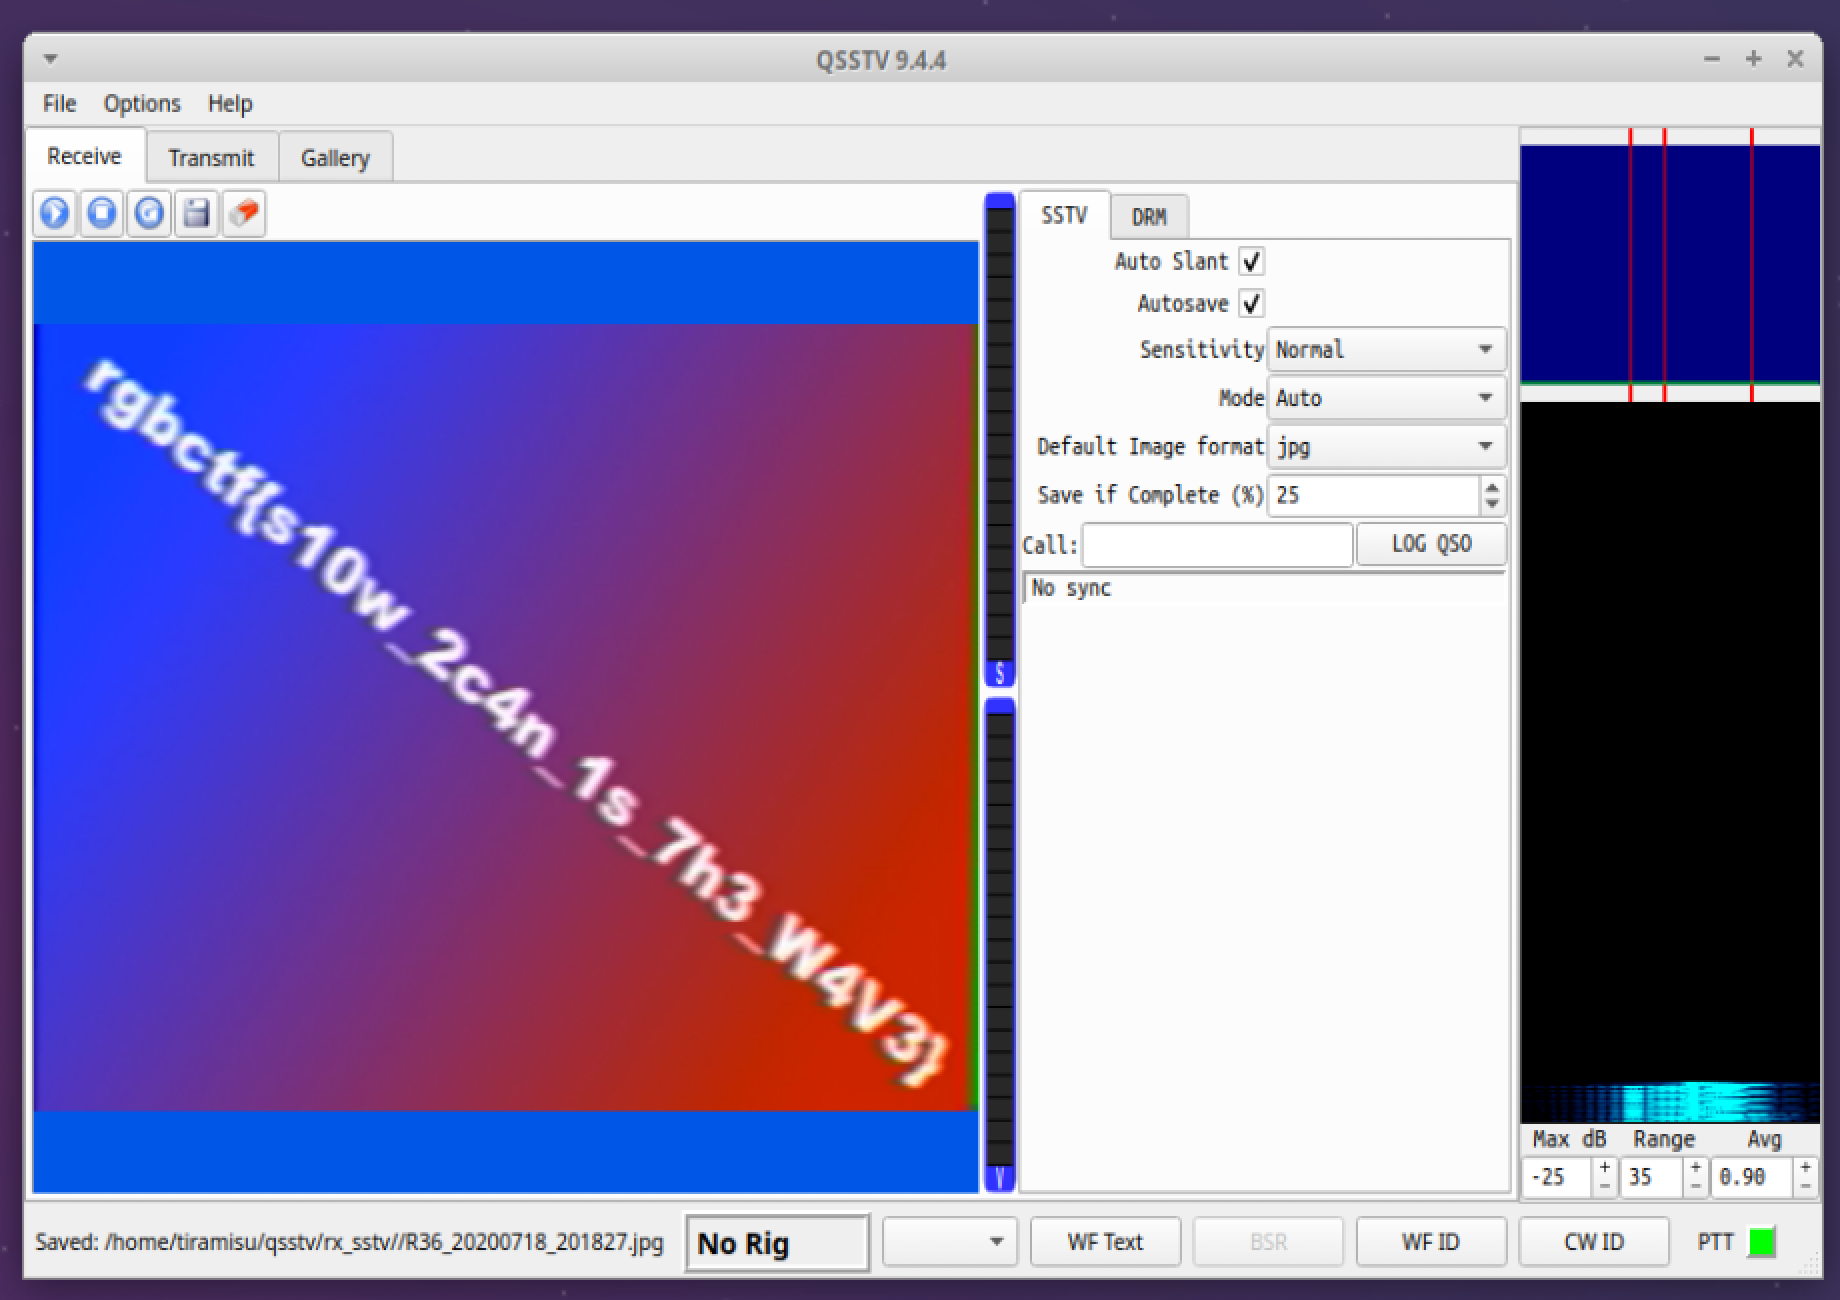 QSSTV 9.4.4
File Options Help
Receive Transmit Gallery
SSTV DRM
Auto Slant
Autosave
Sensitivity Normal
Mode Auto
Default Image format jpg
Save if Complete (%) 25
Call: LOG QSO
No sync
rgbctf{s10w_2c4n_1s_7h3_W4V3}
S
V
Max dB Range Avg
-25 + - 35 + - 0.90 + -
Saved: /home/tiramisu/qsstv/rx_sstv//R36_20200718_201827.jpg No Rig WF Text BSR WF ID CW ID PTT